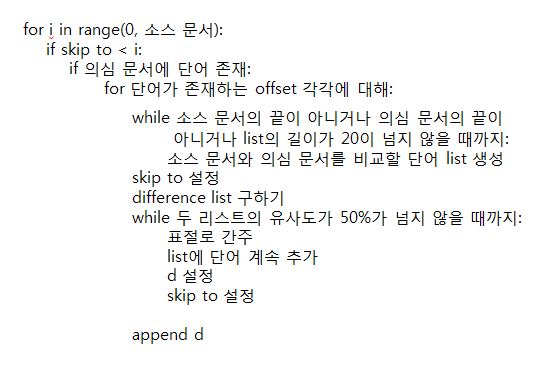 for i in range(0, 소스 문서):
if skip to < i:
if 의심 문서에 단어 존재:
for 단어가 존재하는 offset 각각에 대해:
while 소스 문서의 끝이 아니거나 의심 문서의 끝이
아니거나 list의 길이가 20이 넘지 않을 때까지:
소스 문서와 의심 문서를 비교할 단어 list 생성
skip to 설정
difference list 구하기
while 두 리스트의 유사도가 50%가 넘지 않을 때까지:
표절로 간주
list에 단어 계속 추가
d 설정
skip to 설정
append d